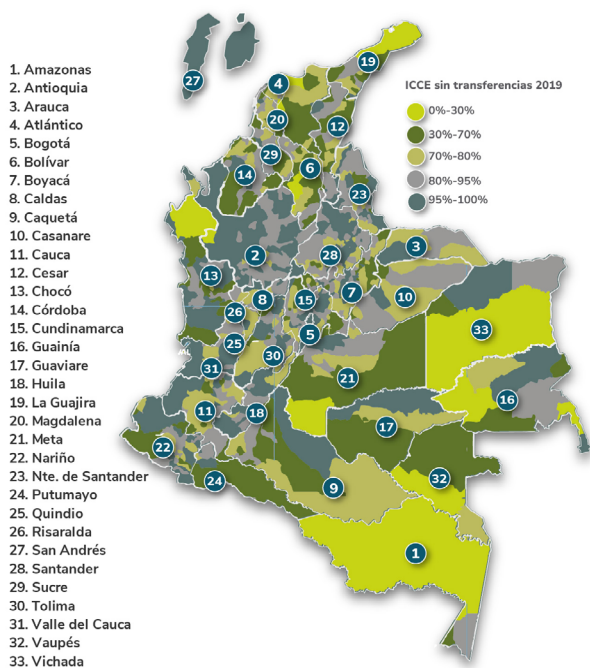 1. Amazonas
2. Antioquia
3. Arauca
4. Atlántico
5. Bogotá
6. Bolívar
7. Boyacá
8. Caldas
9. Caquetá
10. Casanare
11. Cauca
12. Cesar
13. Chocó
14. Córdoba
15. Cundinamarca
16. Guainía
17. Guaviare
18. Huila
19. La Guajira
20. Magdalena
21. Meta
22. Nariño
23. Nte. de Santander
24. Putumayo
25. Quindio
26. Risaralda
27. San Andrés
28. Santander
29. Sucre
30. Tolima
31. Valle del Cauca
32. Vaupés
33. Vichada
ICCE sin transferencias 2019
0%-30%
30%-70%
70%-80%
80%-95%
95%-100%
19
27
4
20
12
29
14
6
23
3
2
28
13
7
8
15
10
26
5
33
25
30
31
21
16
11
18
17
22
24
9
32
1